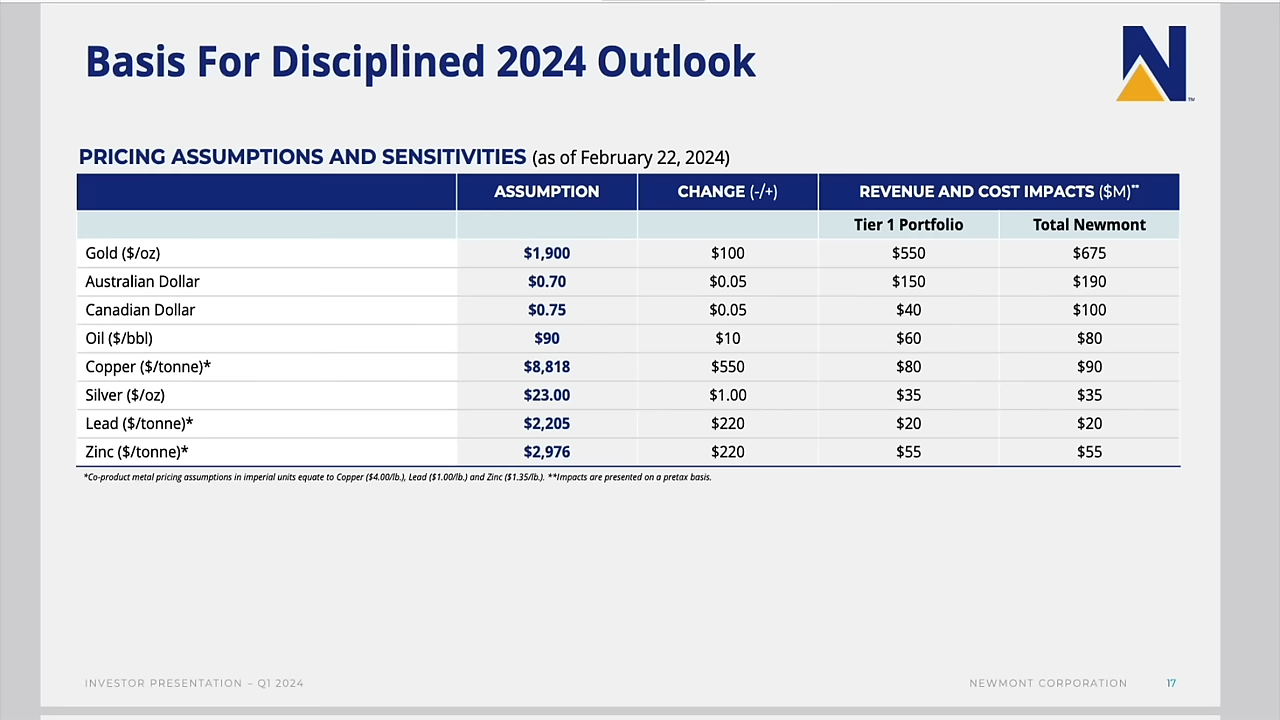 Basis For Disciplined 2024 Outlook
N™
PRICING ASSUMPTIONS AND SENSITIVITIES (as of February 22, 2024)
ASSUMPTION CHANGE (-/+) REVENUE AND COST IMPACTS ($M)**
Tier 1 Portfolio Total Newmont
Gold ($/oz) $1,900 $100 $550 $675
Australian Dollar $0.70 $0.05 $150 $190
Canadian Dollar $0.75 $0.05 $40 $100
Oil ($/bbl) $90 $10 $60 $80
Copper ($/tonne)* $8,818 $550 $80 $90
Silver ($/oz) $23.00 $1.00 $35 $35
Lead ($/tonne)* $2,205 $220 $20 $20
Zinc ($/tonne)* $2,976 $220 $55 $55
*Co-product metal pricing assumptions in imperial units equate to Copper ($4.00/lb.), Lead ($1.00/lb.) and Zinc ($1.35/lb.). **Impacts are presented on a pretax basis.
INVESTOR PRESENTATION – Q1 2024 NEWMONT CORPORATION 17